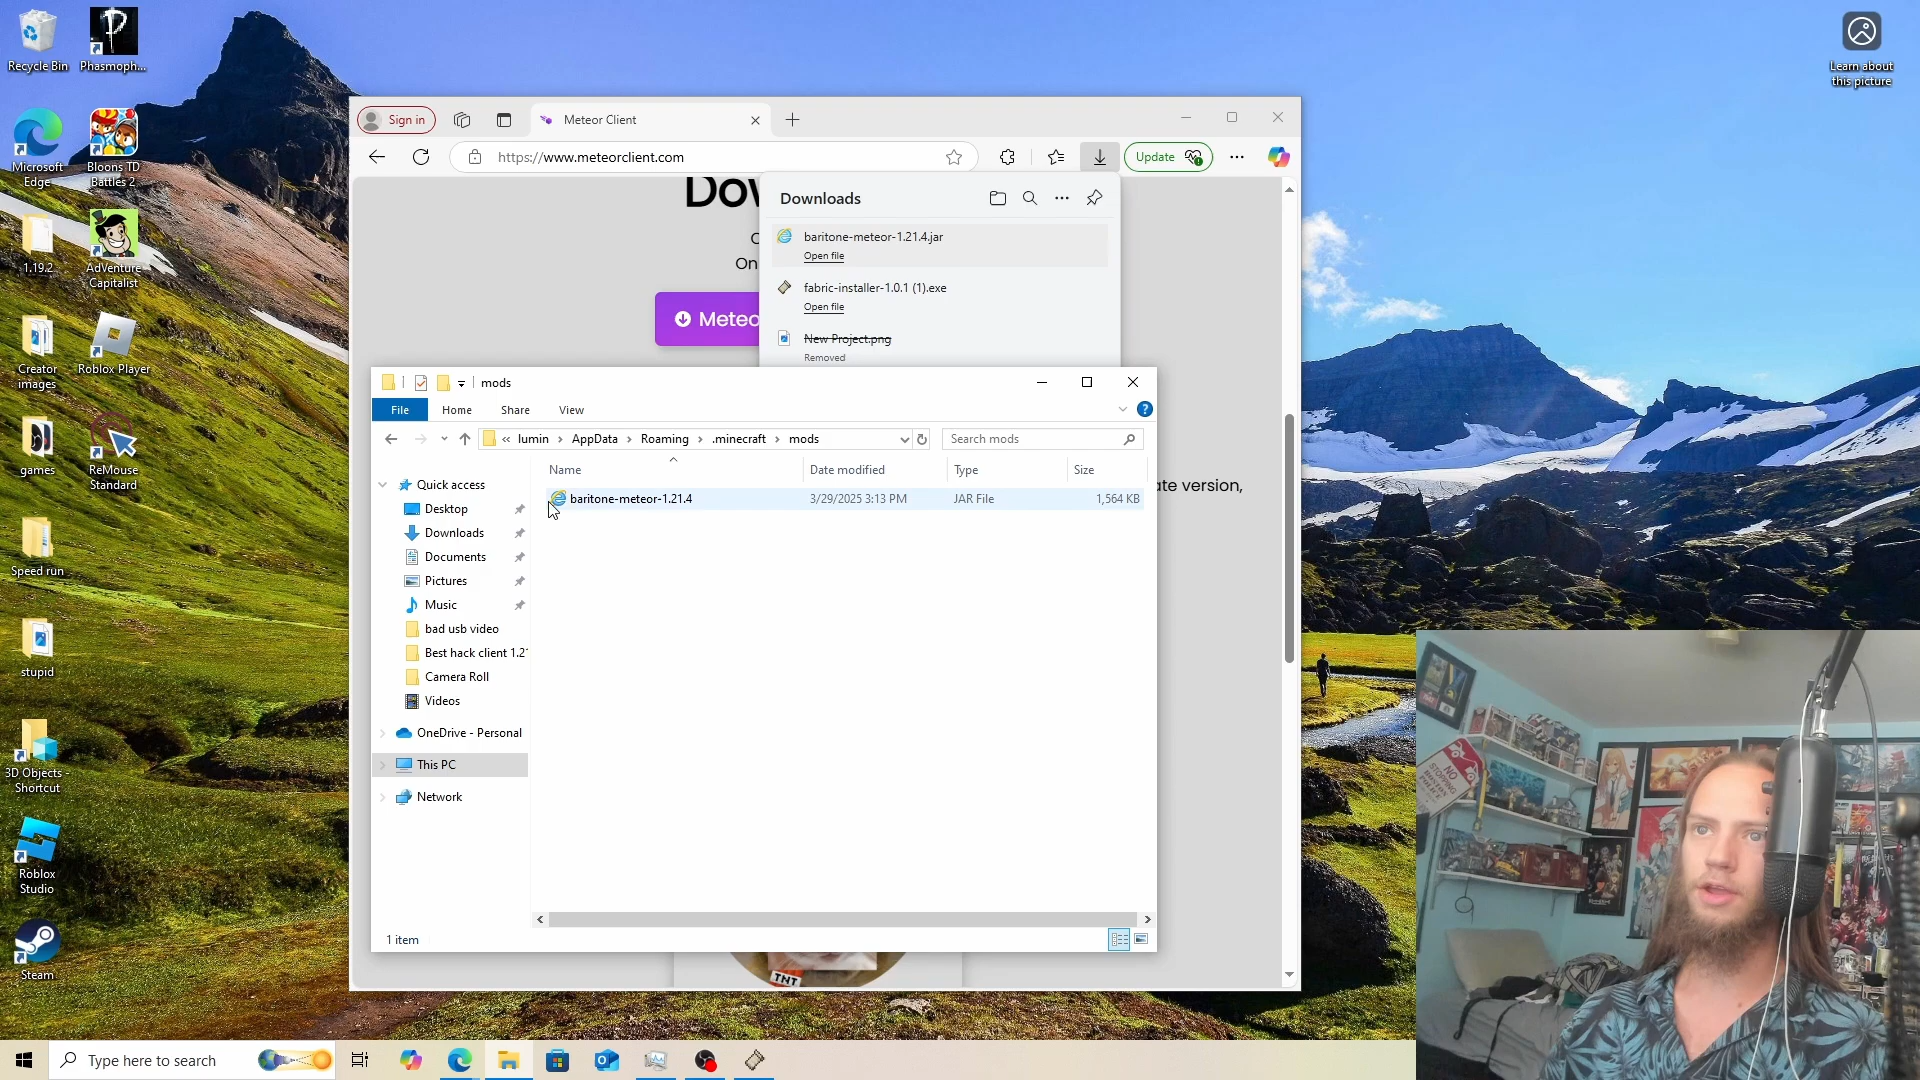 Recycle Bin
Phasmoph...
Microsoft Edge
Bloons TD Battles 2
1.19.2
AdVenture Capitalist
Creator images
Roblox Player
games
ReMouse Standard
Speed run
stupid
3D Objects - Shortcut
Roblox Studio
Steam
Learn about this picture
Sign in
Meteor Client
https://www.meteorclient.com
Update
Dov
On
Meteo
Downloads
baritone-meteor-1.21.4.jar
Open file
fabric-installer-1.0.1 (1).exe
Open file
New Project.png
Removed
ate version,
mods
File
Home
Share
View
« lumin > AppData > Roaming > .minecraft > mods
Search mods
Name
Date modified
Type
Size
baritone-meteor-1.21.4
3/29/2025 3:13 PM
JAR File
1,564 KB
Quick access
Desktop
Downloads
Documents
Pictures
Music
bad usb video
Best hack client 1.2
Camera Roll
Videos
OneDrive - Personal
This PC
Network
1 item
TNT
NO STOPPING
Type here to search